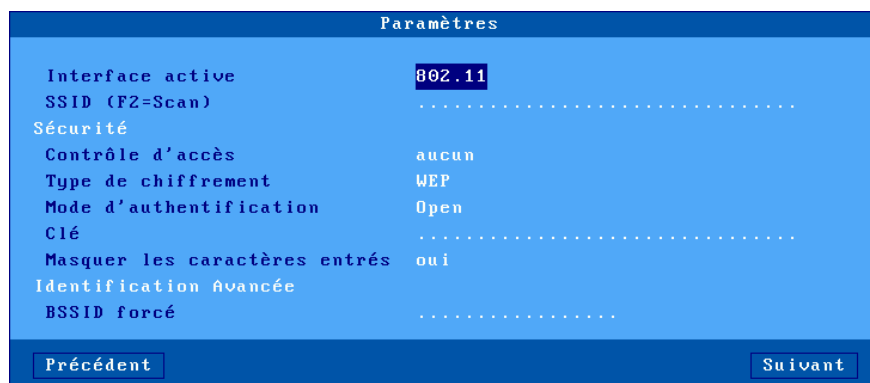 Paramètres
Interface active 802.11
SSID (F2=Scan) ................................
Sécurité
Contrôle d'accès aucun
Type de chiffrement WEP
Mode d'authentification Open
Clé ................................
Masquer les caractères entrés oui
Identification Avancée
BSSID forcé .................
Précédent Suivant